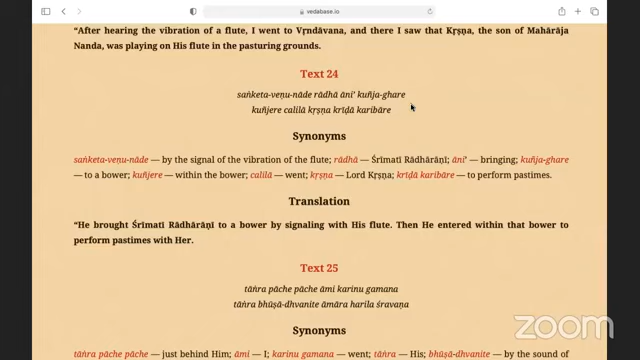 vedabase.io
“After hearing the vibration of a flute, I went to Vṛndāvana, and there I saw that Kṛṣṇa, the son of Mahārāja
Nanda, was playing on His flute in the pasturing grounds.
Text 24
saṅketa-veṇu-nāde rādhā āni’ kuñja-ghare
kuñjere calilā kṛṣṇa krīḍā karibāre
Synonyms
saṅketa-veṇu-nāde — by the signal of the vibration of the flute; rādhā — Śrīmatī Rādhārāṇī; āni’ — bringing; kuñja-ghare
— to a bower; kuñjere — within the bower; calilā — went; kṛṣṇa — Lord Kṛṣṇa; krīḍā karibāre — to perform pastimes.
Translation
“He brought Śrīmatī Rādhārāṇī to a bower by signaling with His flute. Then He entered within that bower to
perform pastimes with Her.
Text 25
tāṅra pāche pāche āmi karinu gamana
tāṅra bhūṣā-dhvanite āmāra harila śravaṇa
Synonyms
tāṅra pāche pāche — just behind Him; āmi — I; karinu gamana — went; tāṅra — His; bhūṣā-dhvanite — by the sound of
zoom